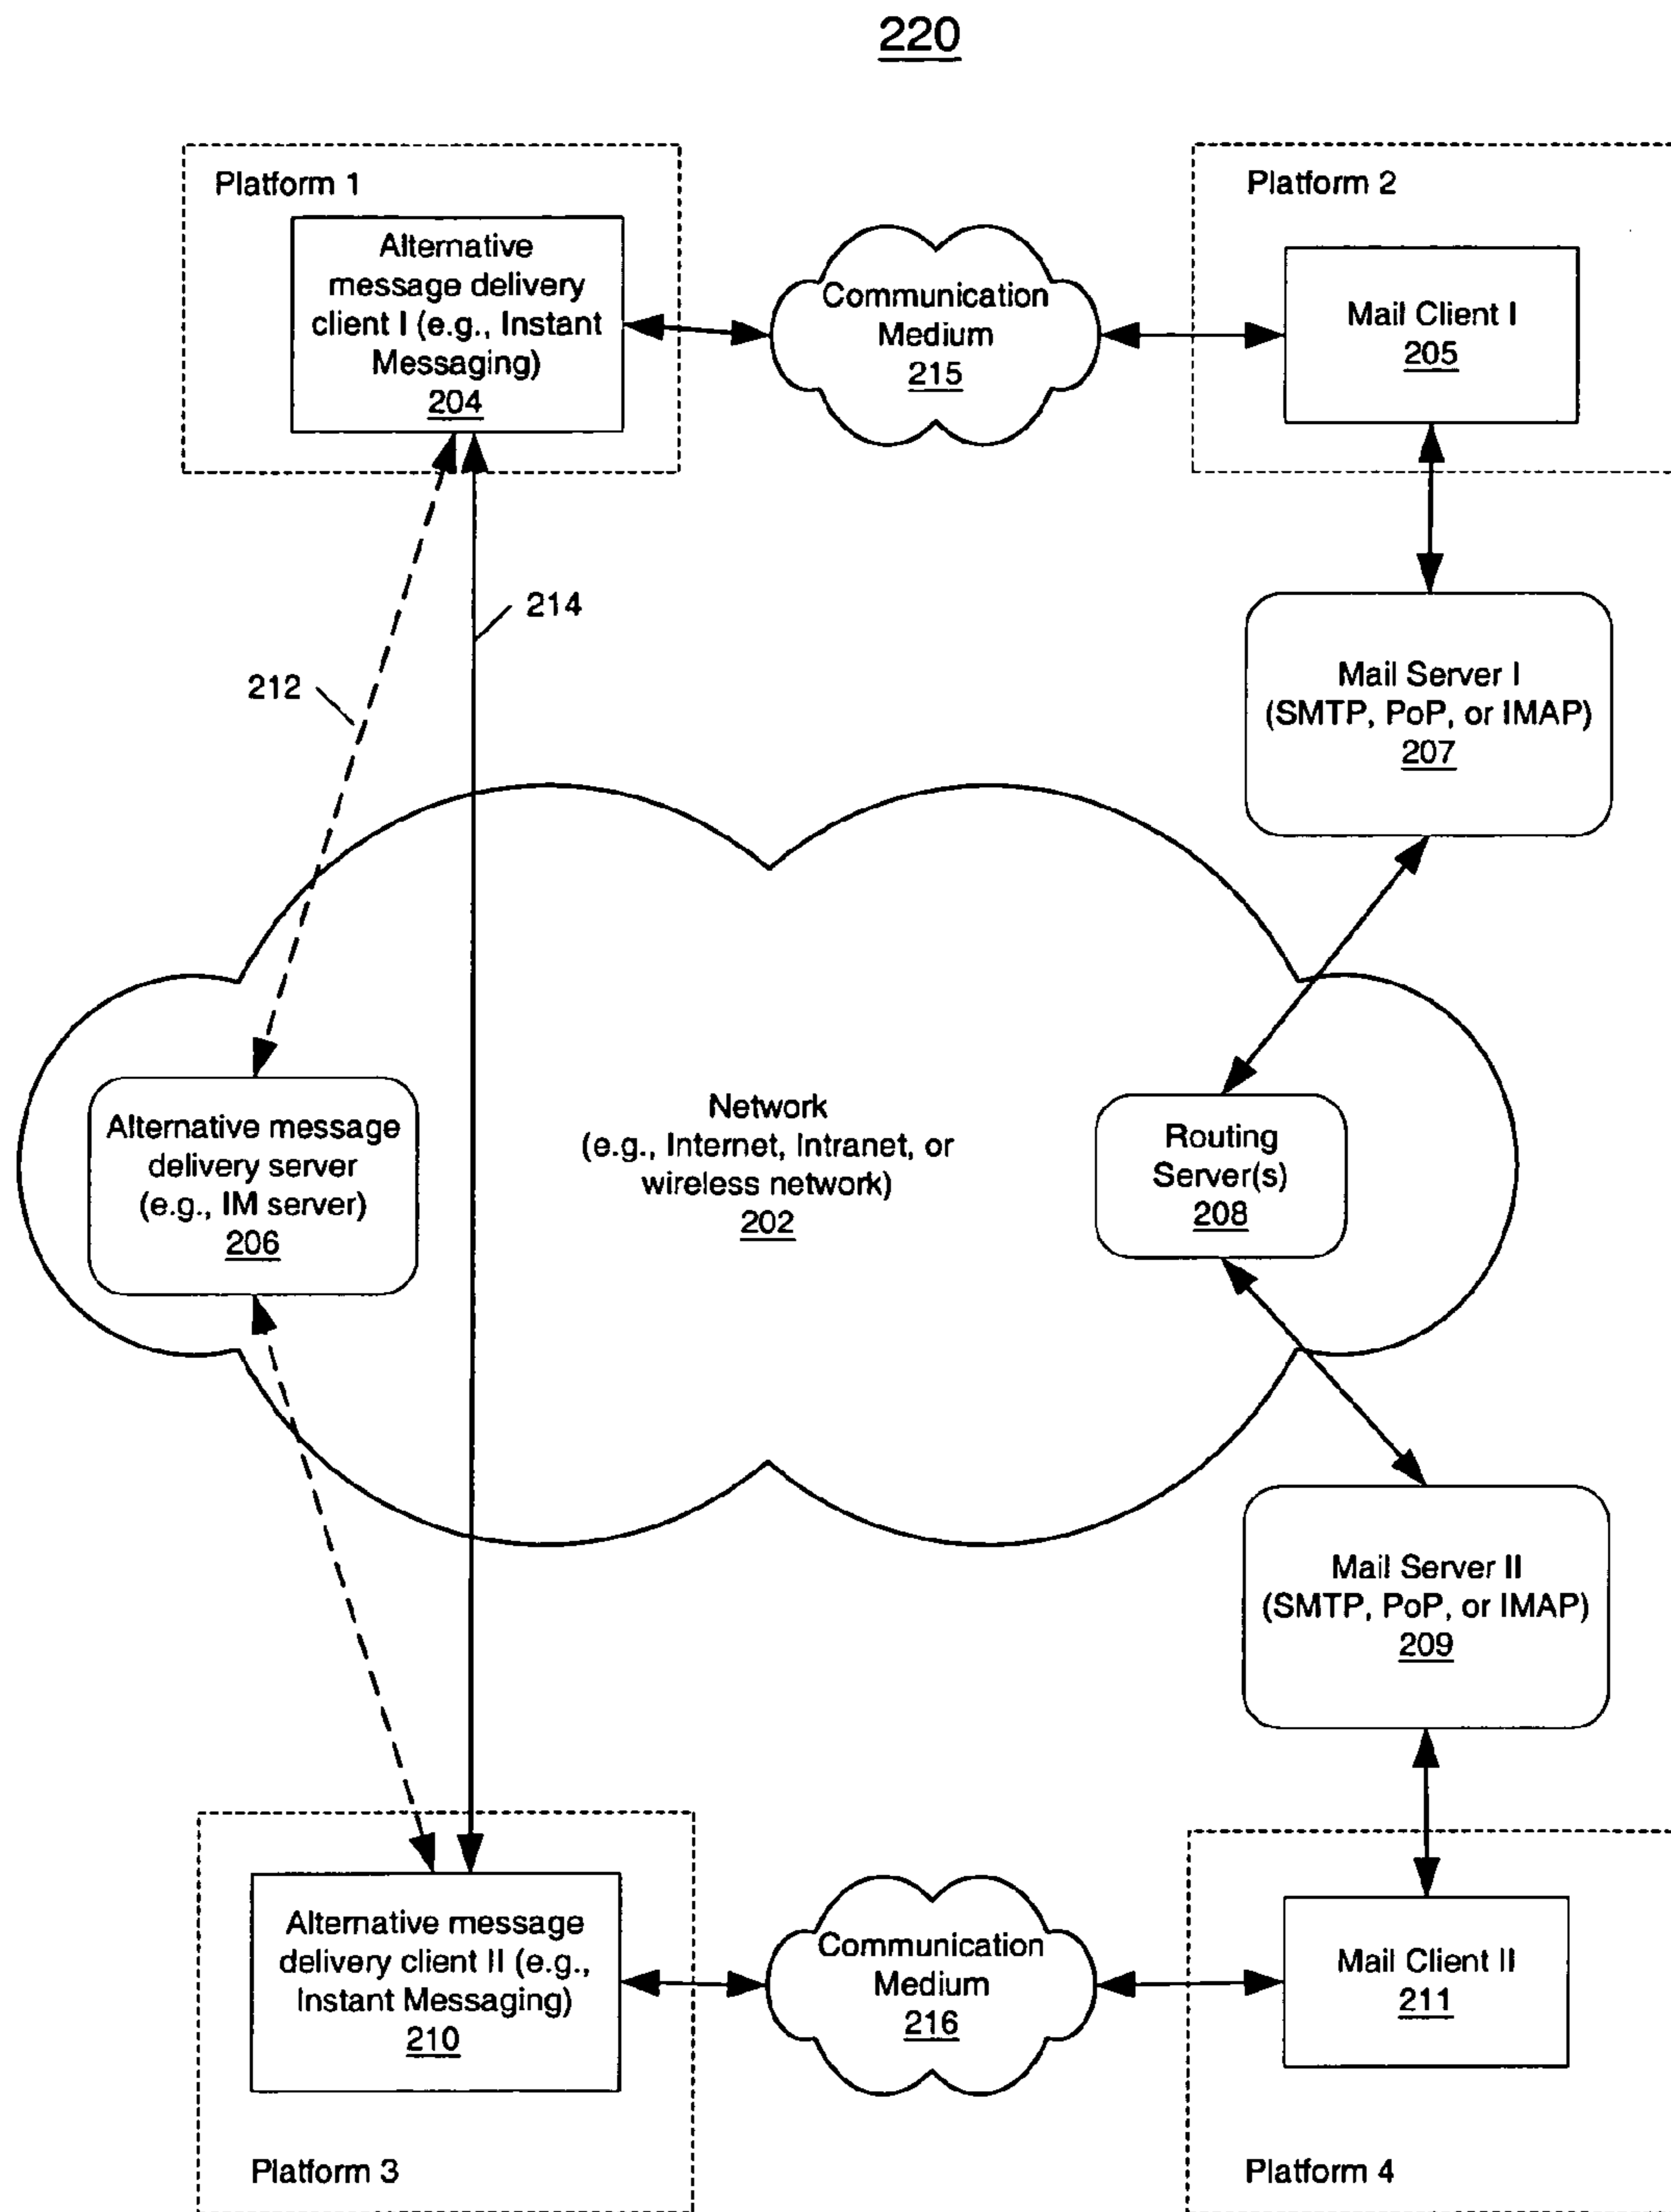 220
Platform 1
Alternative
message delivery
client I (e.g., Instant
Messaging)
204
Communication
Medium
215
Platform 2
Mail Client I
205
214
212
Mail Server I
(SMTP, PoP, or IMAP)
207
Alternative message
delivery server
(e.g., IM server)
206
Network
(e.g., Internet, Intranet, or
wireless network)
202
Routing
Server(s)
208
Mail Server II
(SMTP, PoP, or IMAP)
209
Alternative message
delivery client II (e.g.,
Instant Messaging)
210
Platform 3
Communication
Medium
216
Mail Client II
211
Platform 4